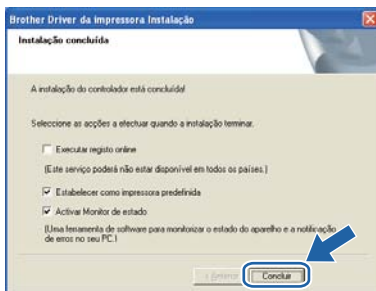 Brother Driver da impressora Instalação
Instalação concluída
A instalação do controlador está concluída!
Seleccione as acções a efectuar quando a instalação terminar.
Executar registo online
(Este serviço poderá não estar disponível em todos os países.)
Estabelecer como impressora predefinida
Activar Monitor de estado
(Uma ferramenta de software para monitorizar o estado do aparelho e a notificação
de erros no seu PC.)
Concluir